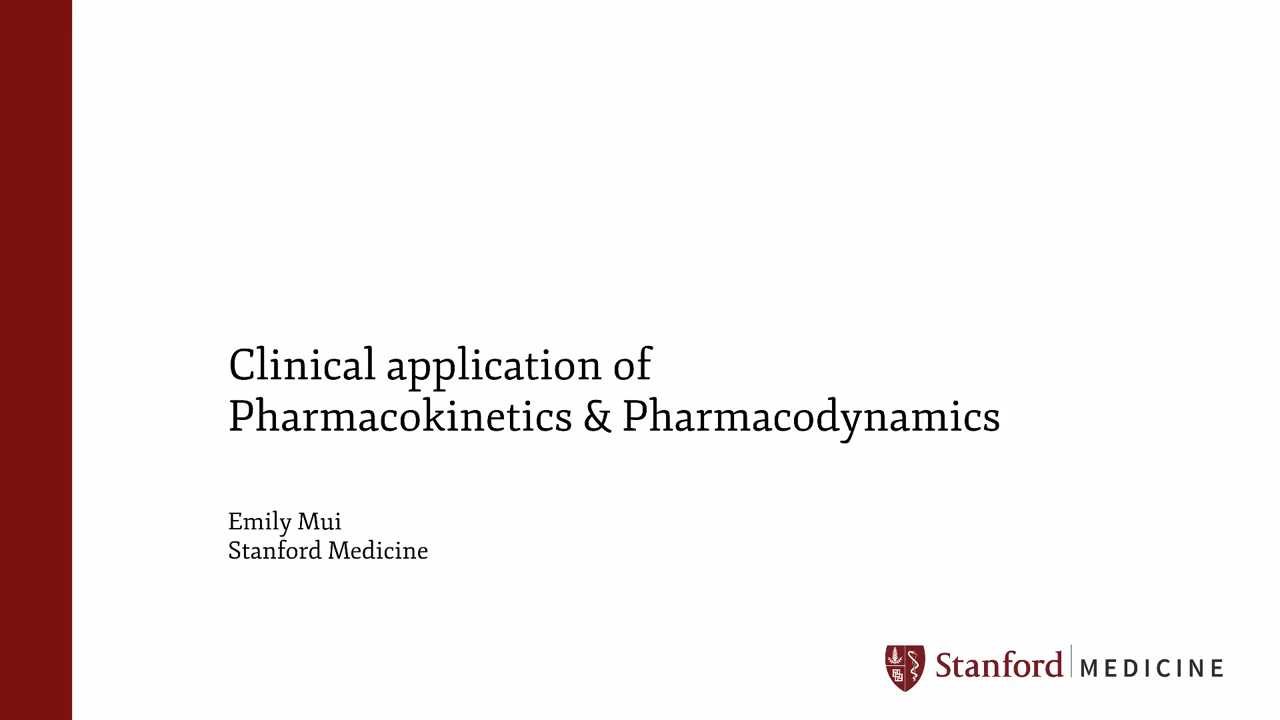 Clinical application of
Pharmacokinetics & Pharmacodynamics
Emily Mui
Stanford Medicine
Stanford MEDICINE